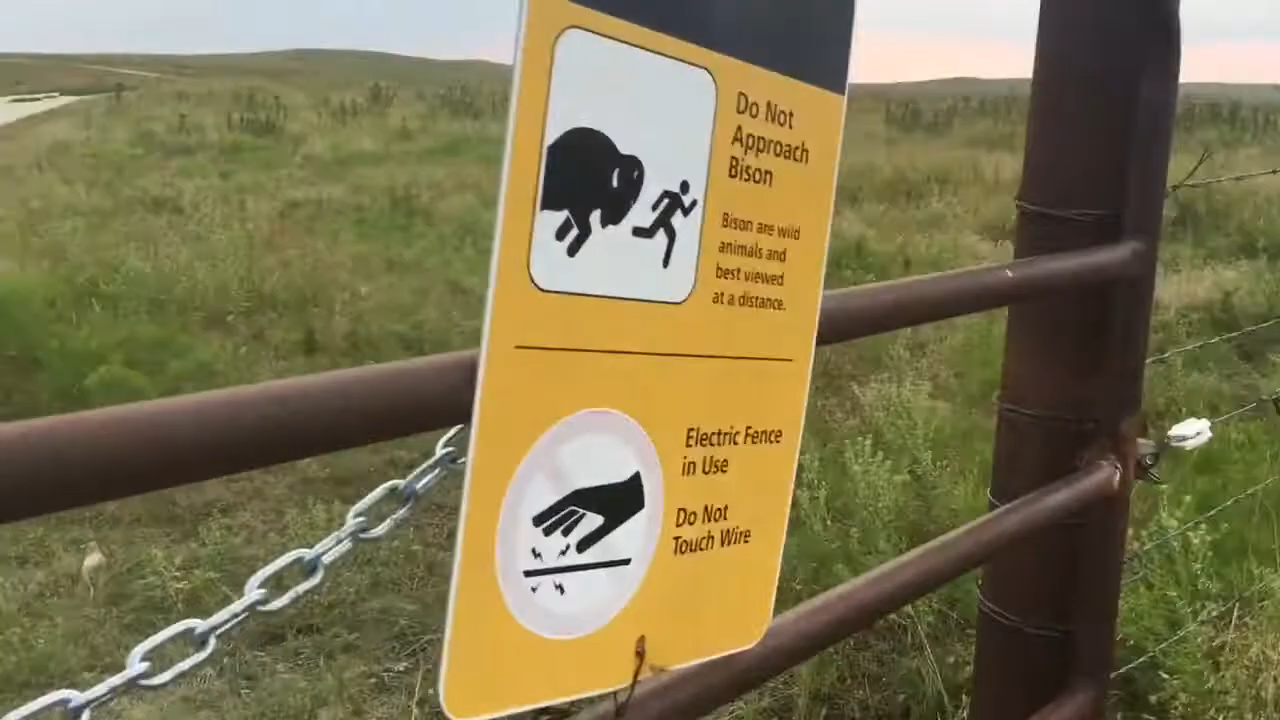 Do Not
Approach
Bison
Bison are wild
animals and
best viewed
at a distance.
Electric Fence
in Use
Do Not
Touch Wire